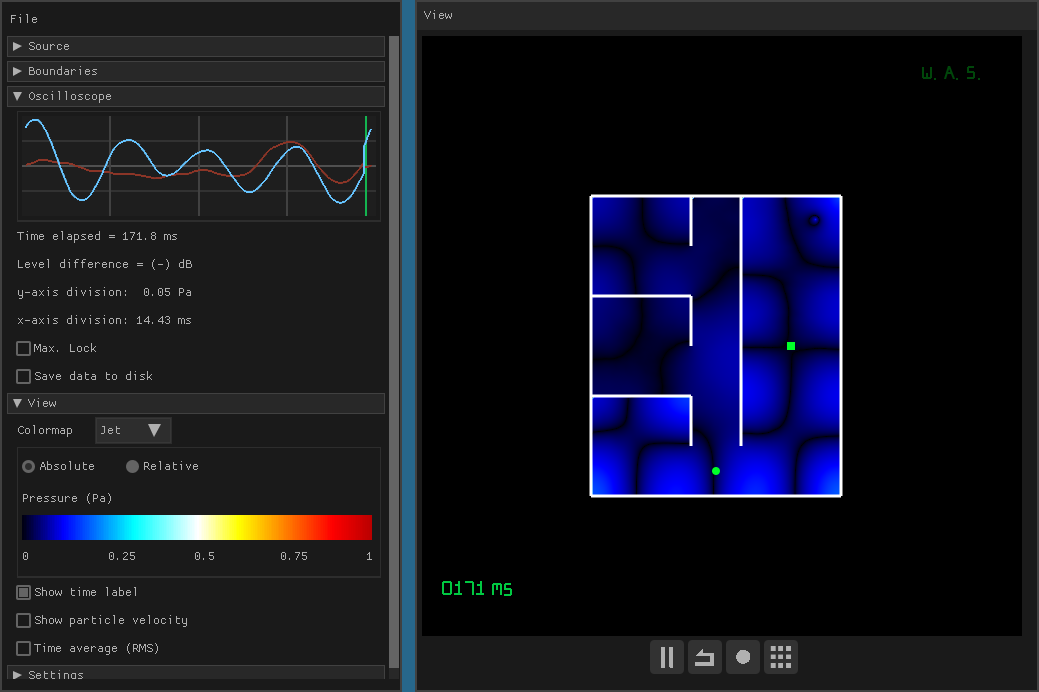 File
Source
Boundaries
Oscilloscope
Time elapsed = 171.8 ms
Level difference = (-) dB
y-axis division:  0.05 Pa
x-axis division: 14.43 ms
Max. Lock
Save data to disk
View
Colormap Jet
Absolute Relative
Pressure (Pa)
0 0.25 0.5 0.75 1
Show time label
Show particle velocity
Time average (RMS)
Settings
View
W. A. S.
0171 ms